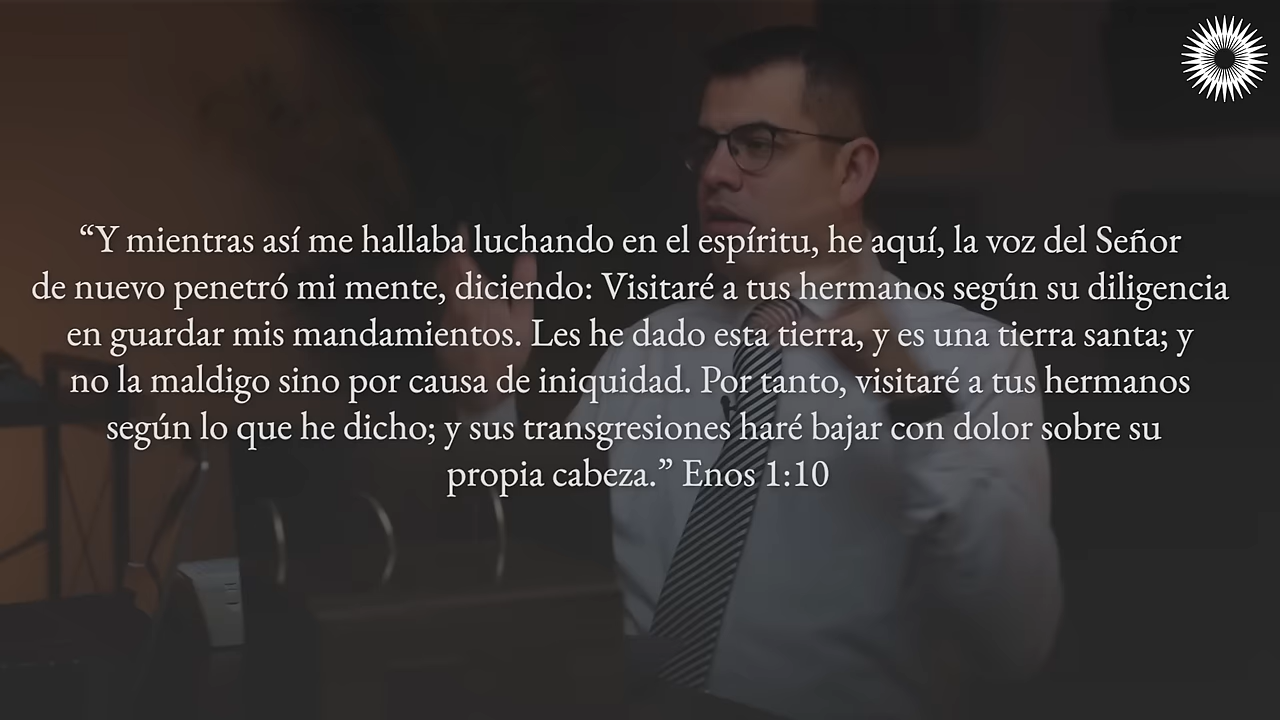 “Y mientras así me hallaba luchando en el espíritu, he aquí, la voz del Señor
de nuevo penetró mi mente, diciendo: Visitaré a tus hermanos según su diligencia
en guardar mis mandamientos. Les he dado esta tierra, y es una tierra santa; y
no la maldigo sino por causa de iniquidad. Por tanto, visitaré a tus hermanos
según lo que he dicho; y sus transgresiones haré bajar con dolor sobre su
propia cabeza.” Enos 1:10